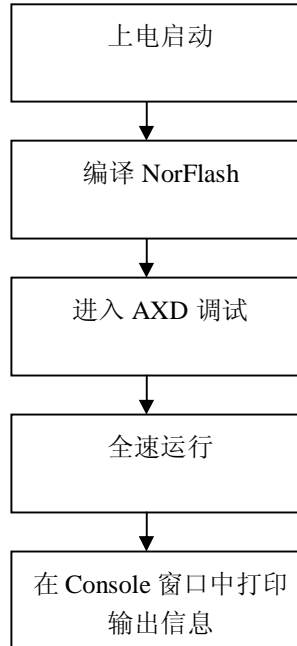 上电启动
编译 NorFlash
进入 AXD 调试
全速运行
在 Console 窗口中打印
输出信息